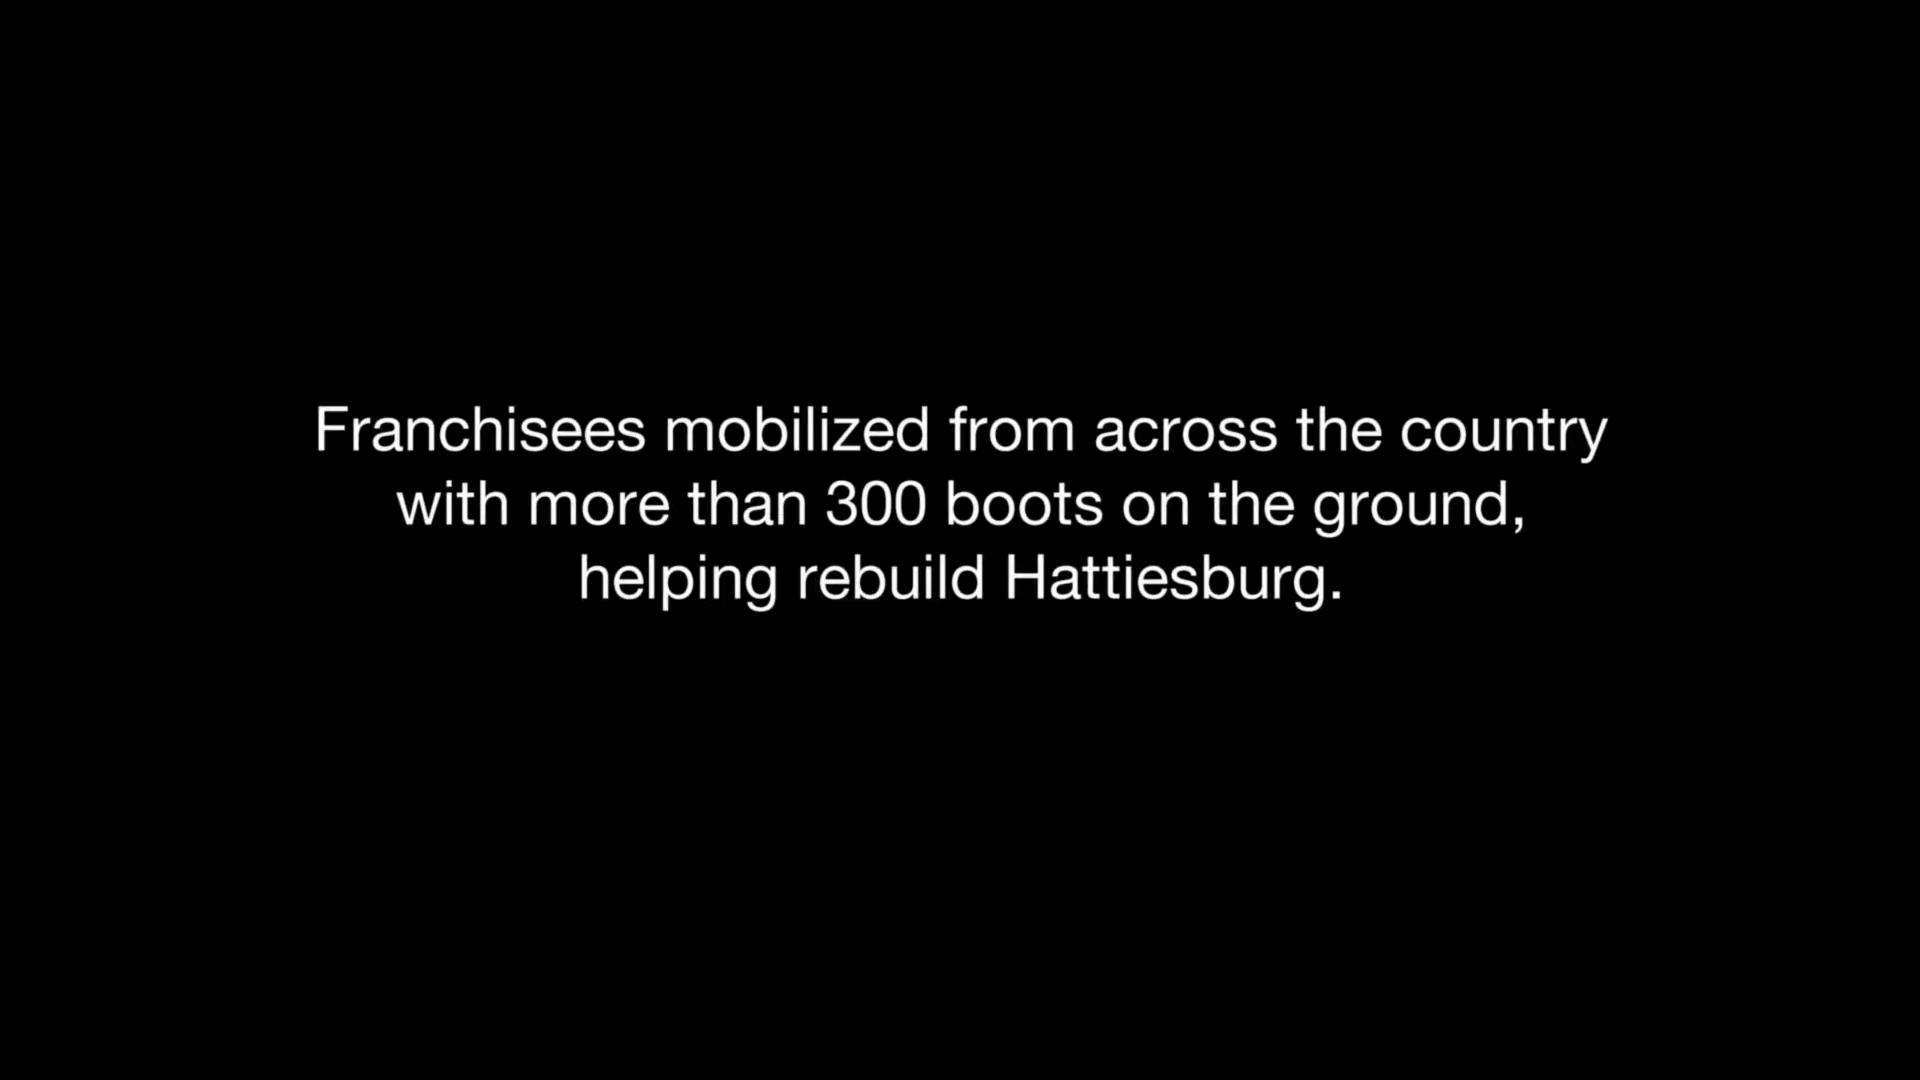 Franchisees mobilized from across the country
with more than 300 boots on the ground,
helping rebuild Hattiesburg.